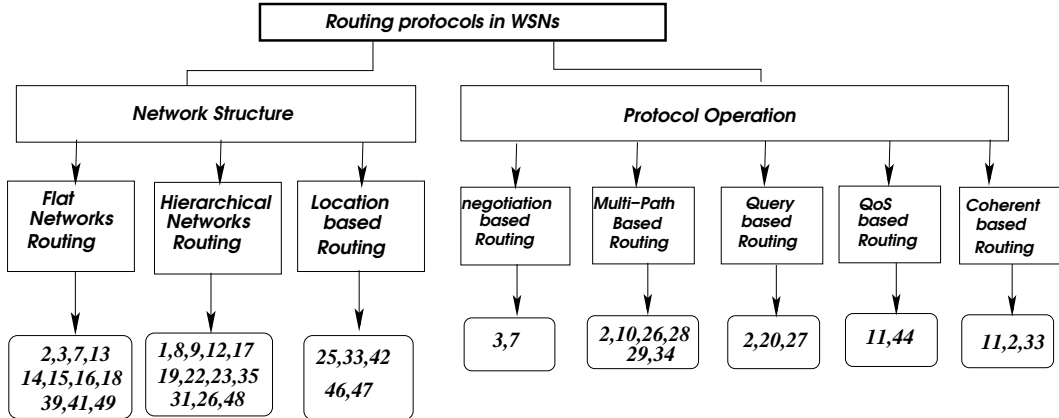 Routing protocols in WSNs
Network Structure
Protocol Operation
Flat
Networks
Routing
Hierarchical
Networks
Routing
Location
based
Routing
negotiation
based
Routing
Multi-Path
Based
Routing
Query
based
Routing
QoS
based
Routing
Coherent
based
Routing
2,3,7,13
14,15,16,18
39,41,49
1,8,9,12,17
19,22,23,35
31,26,48
25,33,42
46,47
3,7
2,10,26,28
29,34
2,20,27
11,44
11,2,33